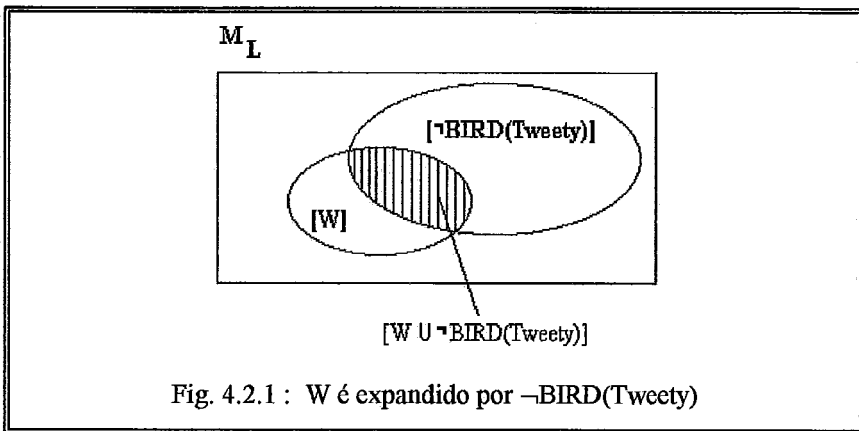 M_L
[¬BIRD(Tweety)]
[W]
[W U ¬BIRD(Tweety)]
Fig. 4.2.1 : W é expandido por ¬BIRD(Tweety)